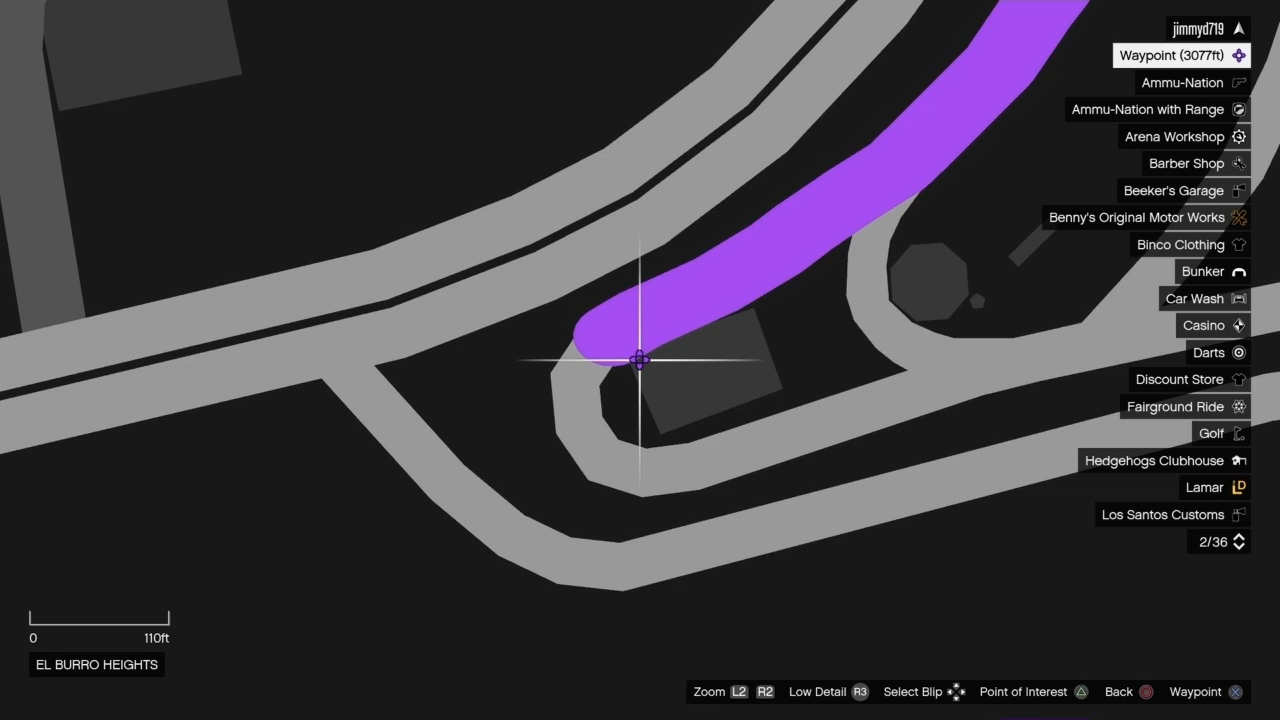 jimmyd719
Waypoint (3077ft)
Ammu-Nation
Ammu-Nation with Range
Arena Workshop
Barber Shop
Beeker's Garage
Benny's Original Motor Works
Binco Clothing
Bunker
Car Wash
Casino
Darts
Discount Store
Fairground Ride
Golf
Hedgehogs Clubhouse
Lamar LD
Los Santos Customs
2/36
0 110ft
EL BURRO HEIGHTS
Zoom L2 R2 Low Detail R3 Select Blip Point of Interest Back Waypoint